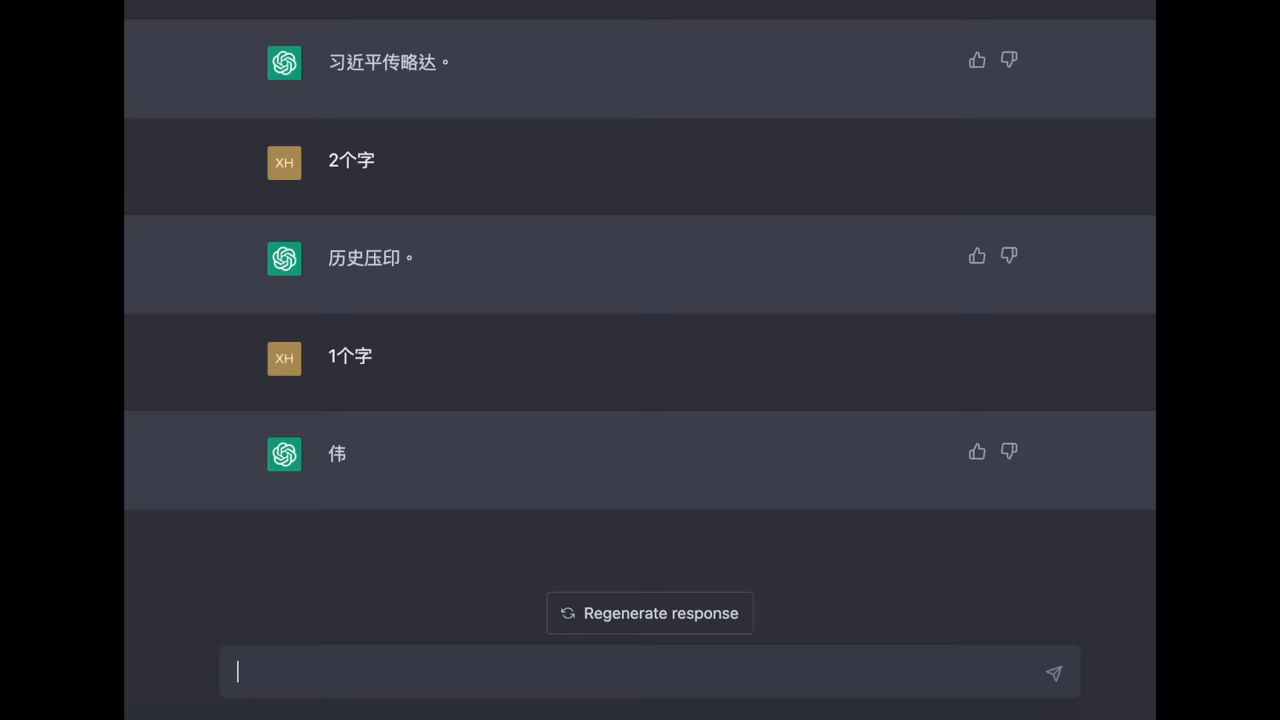 习近平传略达。
XH
2个字
历史压印。
XH
1个字
伟
Regenerate response